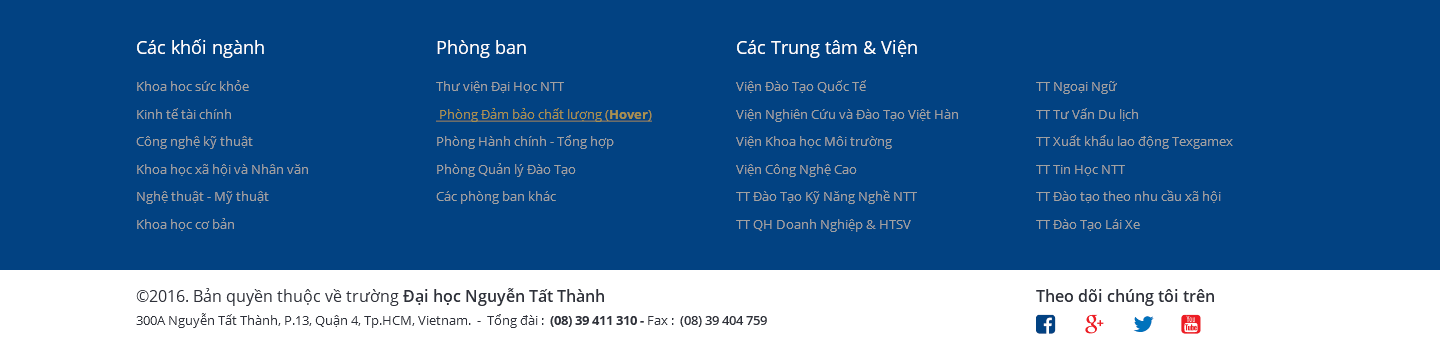 Các khối ngành
Khoa hoc sức khỏe
Kinh tế tài chính
Công nghệ kỹ thuật
Khoa học xã hội và Nhân văn
Nghệ thuật - Mỹ thuật
Khoa học cơ bản
Phòng ban
Thư viện Đại Học NTT
Phòng Đảm bảo chất lượng (Hover)
Phòng Hành chính - Tổng hợp
Phòng Quản lý Đào Tạo
Các phòng ban khác
Các Trung tâm & Viện
Viện Đào Tạo Quốc Tế
Viện Nghiên Cứu và Đào Tạo Việt Hàn
Viện Khoa học Môi trường
Viện Công Nghệ Cao
TT Đào Tạo Kỹ Năng Nghề NTT
TT QH Doanh Nghiệp & HTSV
TT Ngoại Ngữ
TT Tư Vấn Du lịch
TT Xuất khẩu lao động Texgamex
TT Tin Học NTT
TT Đào tạo theo nhu cầu xã hội
TT Đào Tạo Lái Xe
©2016. Bản quyền thuộc về trường Đại học Nguyễn Tất Thành
300A Nguyễn Tất Thành, P.13, Quận 4, Tp.HCM, Vietnam. - Tổng đài : (08) 39 411 310 - Fax : (08) 39 404 759
Theo dõi chúng tôi trên
You Tube